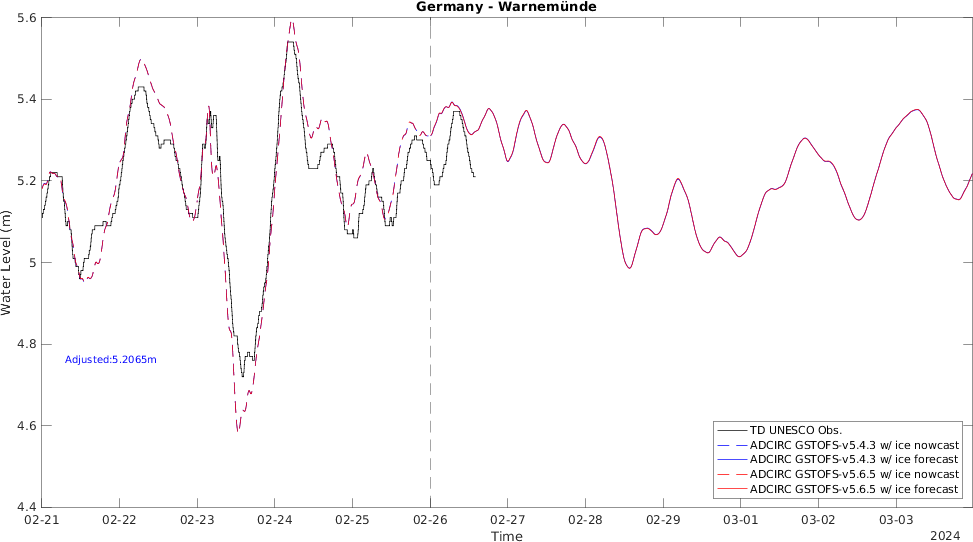 Germany - Warnemünde
5.6
5.4
5.2
5
4.8
4.6
4.4
Water Level (m)
Adjusted:5.2065m
TD UNESCO Obs.
ADCIRC GSTOFS-v5.4.3 w/ ice nowcast
ADCIRC GSTOFS-v5.4.3 w/ ice forecast
ADCIRC GSTOFS-v5.6.5 w/ ice nowcast
ADCIRC GSTOFS-v5.6.5 w/ ice forecast
02-21 02-22 02-23 02-24 02-25 02-26 02-27 02-28 02-29 03-01 03-02 03-03
Time
2024